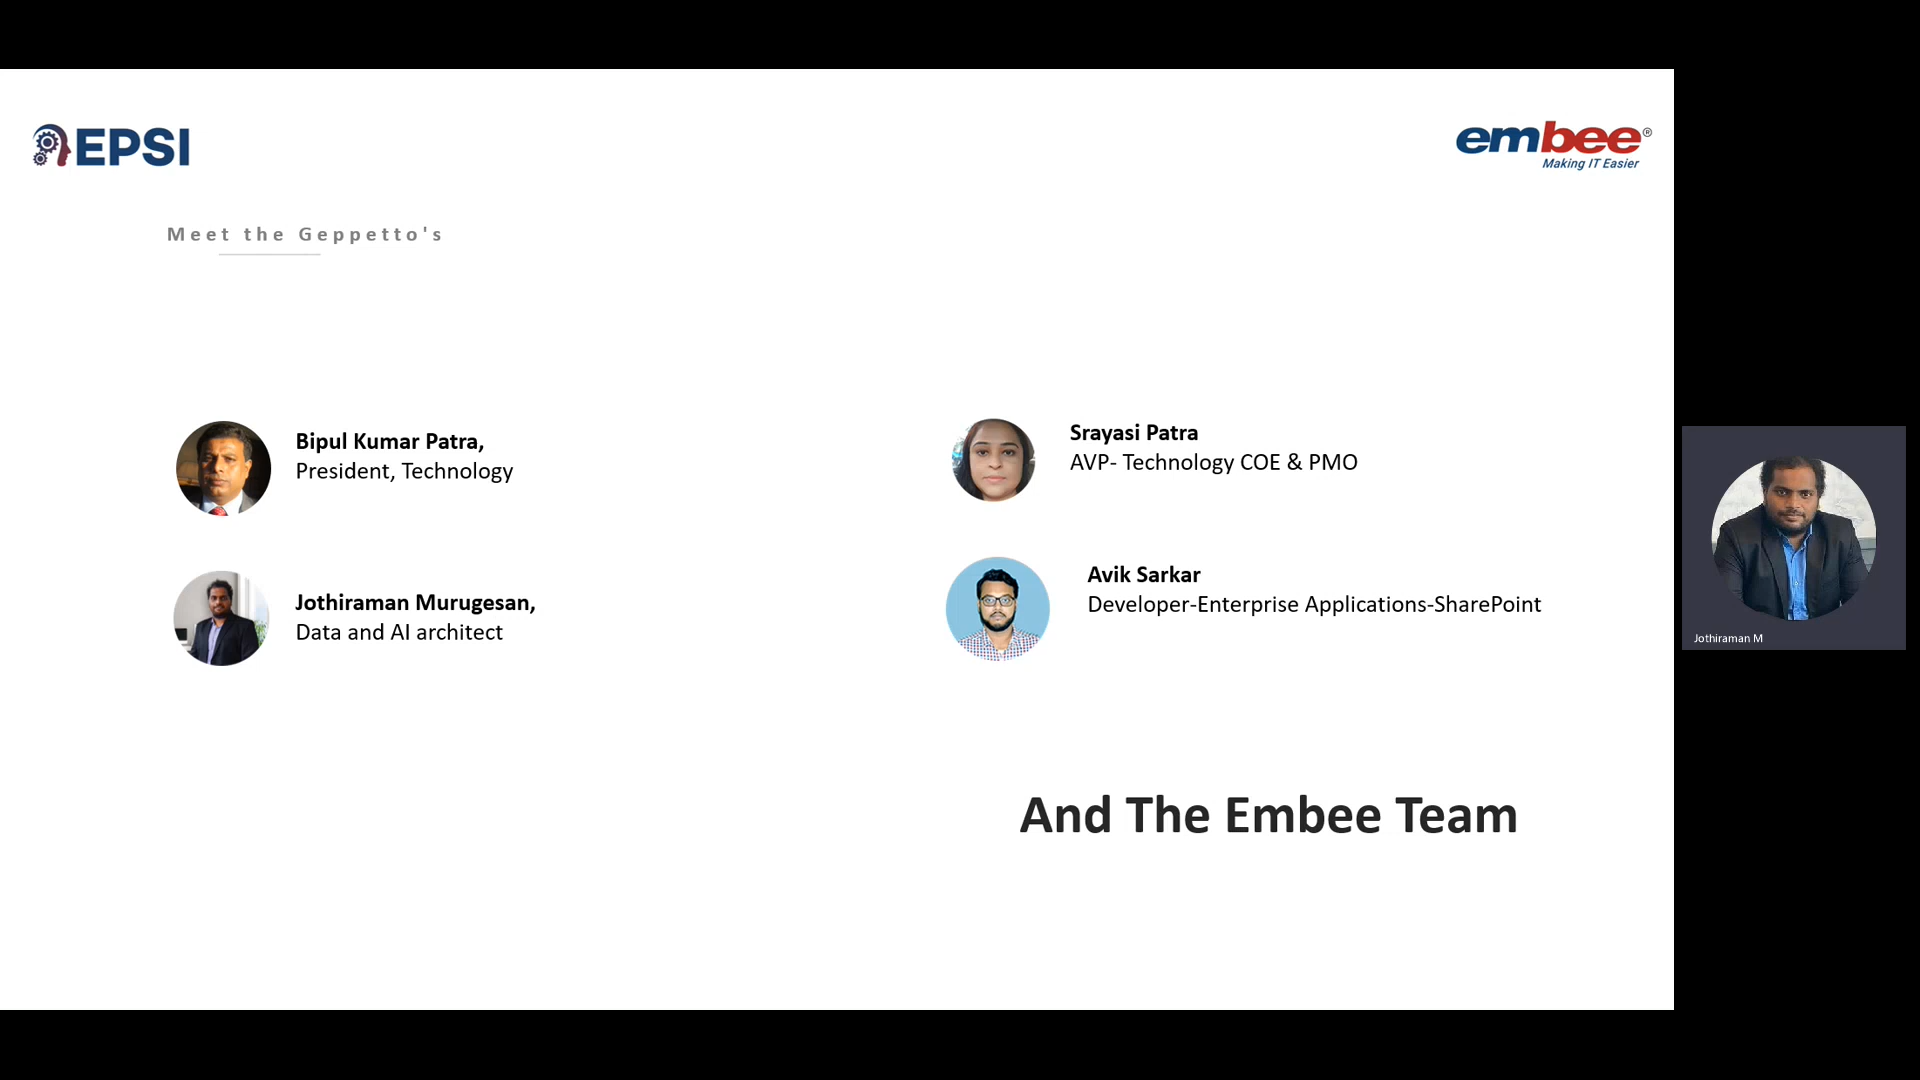 EPSI
embee®
Making IT Easier
Meet the Geppetto's
Bipul Kumar Patra,
President, Technology
Srayasi Patra
AVP- Technology COE & PMO
Jothiraman Murugesan,
Data and AI architect
Avik Sarkar
Developer-Enterprise Applications-SharePoint
And The Embee Team
Jothiraman M